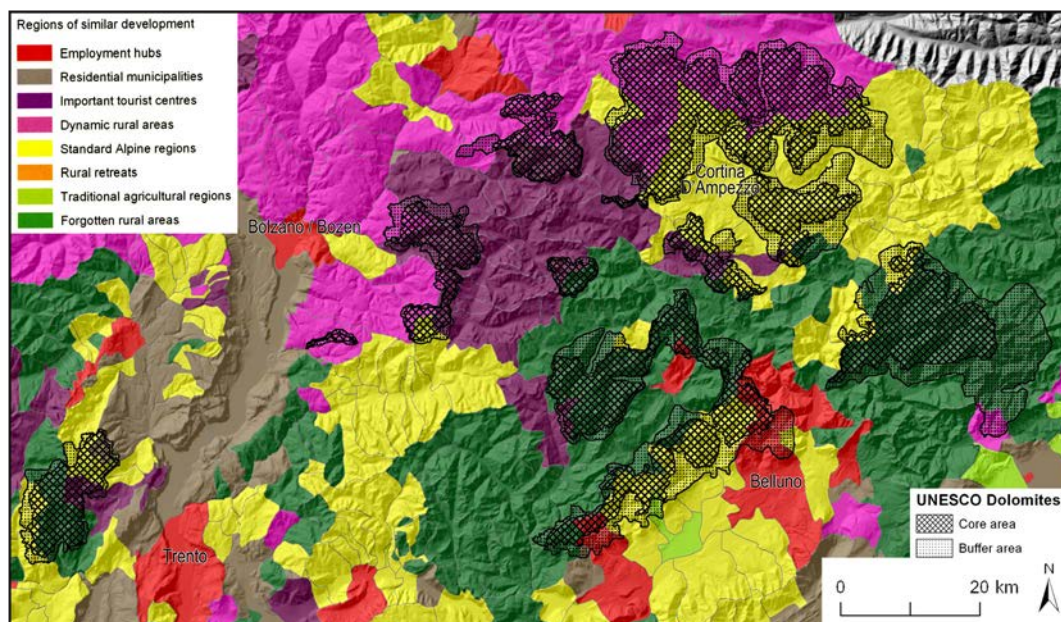 Regions of similar development
Employment hubs
Residential municipalities
Important tourist centres
Dynamic rural areas
Standard Alpine regions
Rural retreats
Traditional agricultural regions
Forgotten rural areas
Cortina
D'Ampezzo
Bolzano / Bozen
Belluno
Trento
UNESCO Dolomites
Core area
Buffer area
N
0 20 km